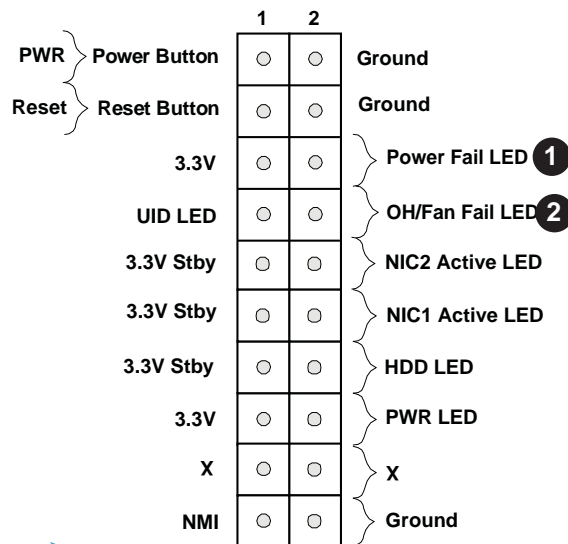 1 2
PWR Power Button Ground
Reset Reset Button Ground
3.3V Power Fail LED 1
UID LED OH/Fan Fail LED 2
3.3V Stby NIC2 Active LED
3.3V Stby NIC1 Active LED
3.3V Stby HDD LED
3.3V PWR LED
X X
NMI Ground